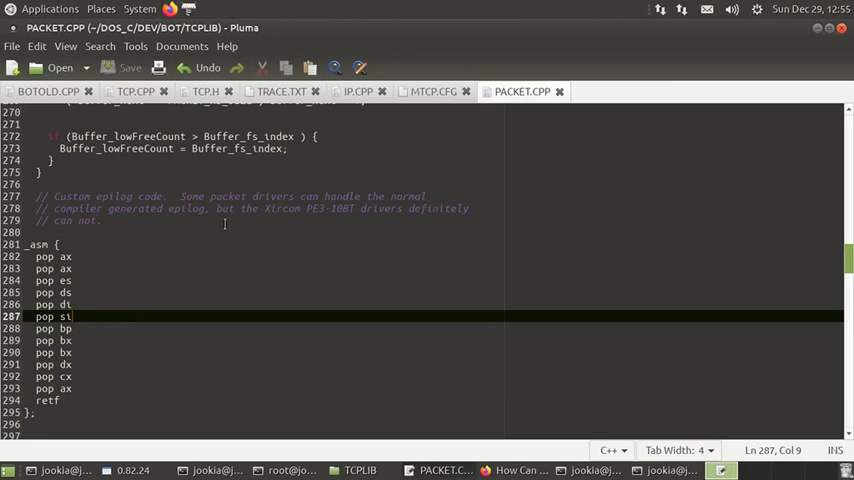 Applications Places System Sun Dec 29, 12:55
PACKET.CPP (~/DOS_C/DEV/BOT/TCPLIB) - Pluma
File Edit View Search Tools Documents Help
Open Save Undo
BOTOLD.CPP TCP.CPP TCP.H TRACE.TXT IP.CPP MTCP.CFG PACKET.CPP
270
271
272 if (Buffer_lowFreeCount > Buffer_fs_index ) {
273 Buffer_lowFreeCount = Buffer_fs_index;
274 }
275 }
276
277 // Custom epilog code. Some packet drivers can handle the normal
278 // compiler generated epilog, but the Xircom PE3-10BT drivers definitely
279 // can not.
280
281 _asm {
282 pop ax
283 pop ax
284 pop es
285 pop ds
286 pop di
287 pop si
288 pop bp
289 pop bx
290 pop bx
291 pop dx
292 pop cx
293 pop ax
294 retf
295 };
296
297
C++ Tab Width: 4 Ln 287, Col 9 INS
jookia@j... 0.82.24 jookia@j... root@jo... TCPLIB PACKET.C... How Can ... jookia@j... jookia@j...